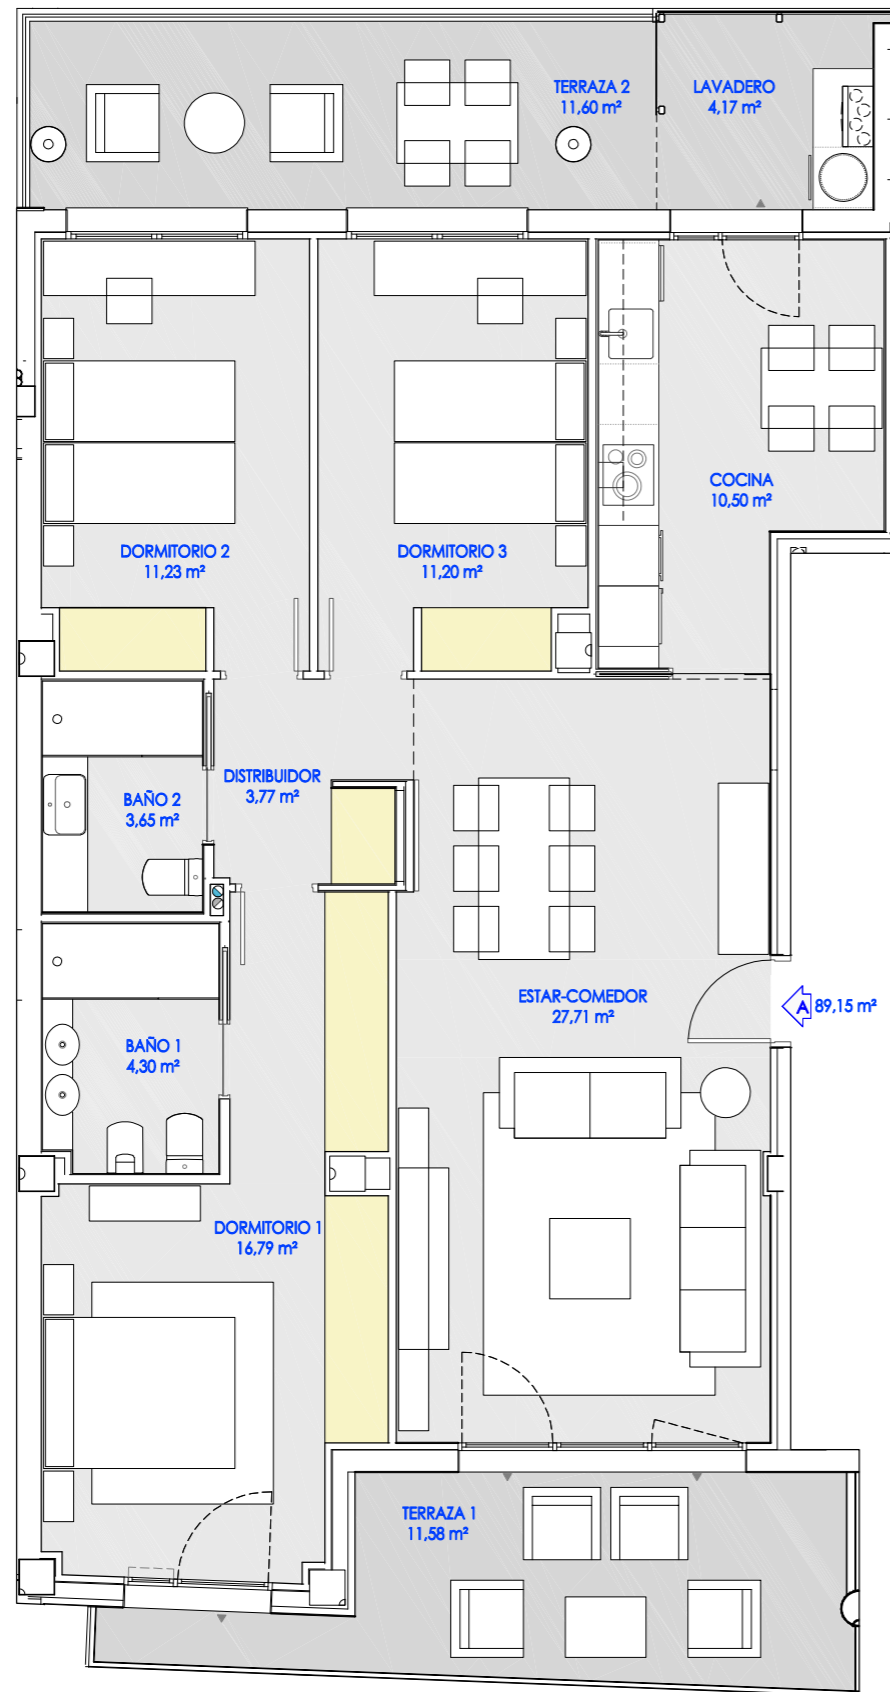 TERRAZA 2
11,60 m²
LAVADERO
4,17 m²
COCINA
10,50 m²
DORMITORIO 2
11,23 m²
DORMITORIO 3
11,20 m²
DISTRIBUIDOR
3,77 m²
BAÑO 2
3,65 m²
ESTAR-COMEDOR
27,71 m²
A 89,15 m²
BAÑO 1
4,30 m²
DORMITORIO 1
16,79 m²
TERRAZA 1
11,58 m²